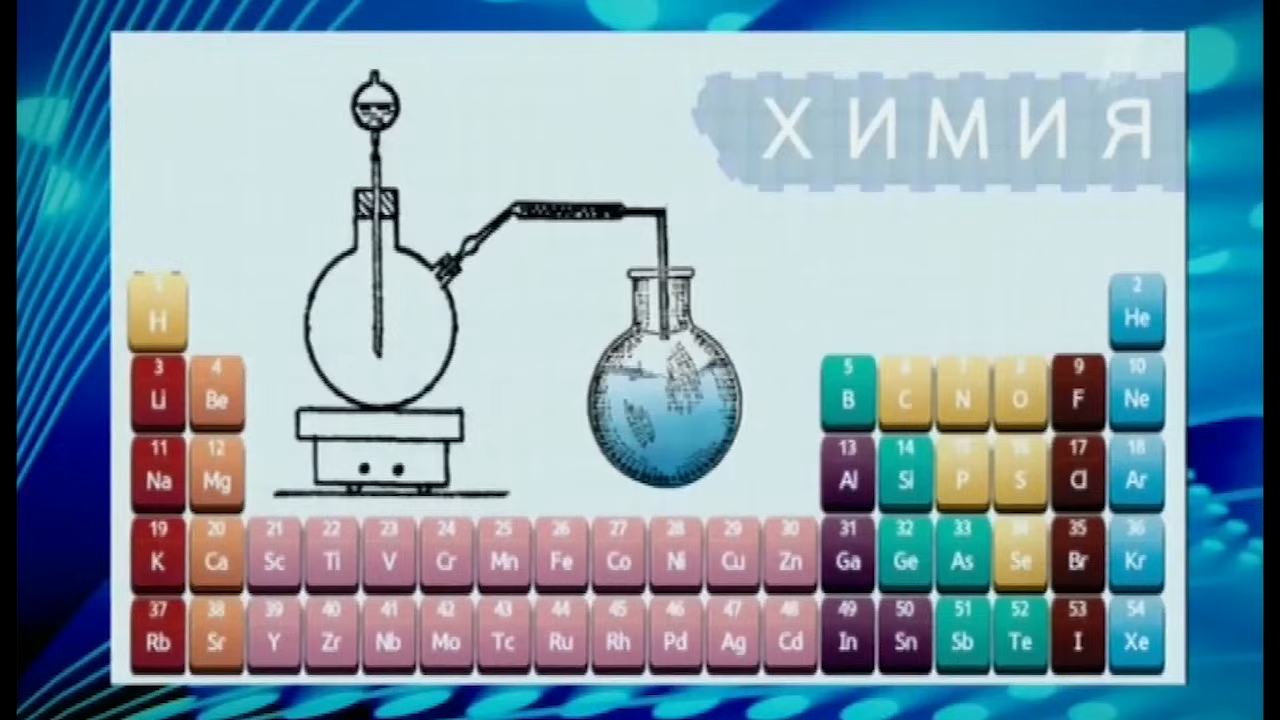 ХИМИЯ
1 2
H He
3 4 5 6 7 8 9 10
Li Be B C N O F Ne
11 12 13 14 15 16 17 18
Na Mg Al Si P S Cl Ar
19 20 21 22 23 24 25 26 27 28 29 30 31 32 33 34 35 36
K Ca Sc Ti V Cr Mn Fe Co Ni Cu Zn Ga Ge As Se Br Kr
37 38 39 40 41 42 43 44 45 46 47 48 49 50 51 52 53 54
Rb Sr Y Zr Nb Mo Tc Ru Rh Pd Ag Cd In Sn Sb Te I Xe